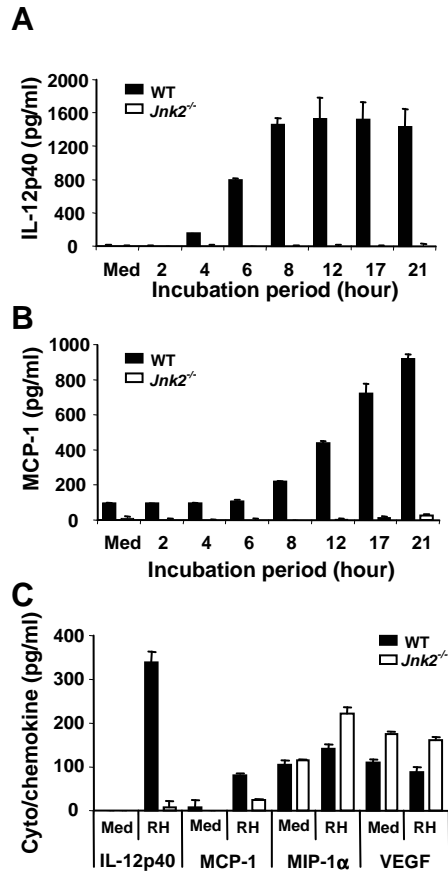 A
WT
Jnk2-/-
IL-12p40 (pg/ml)
2000
1600
1200
800
400
0
Med 2 4 6 8 12 17 21
Incubation period (hour)
B
WT
Jnk2-/-
MCP-1 (pg/ml)
1000
800
600
400
200
0
Med 2 4 6 8 12 17 21
Incubation period (hour)
C
WT
Jnk2-/-
Cyto/chemokine (pg/ml)
400
300
200
100
0
Med RH Med RH Med RH Med RH
IL-12p40 MCP-1 MIP-1α VEGF